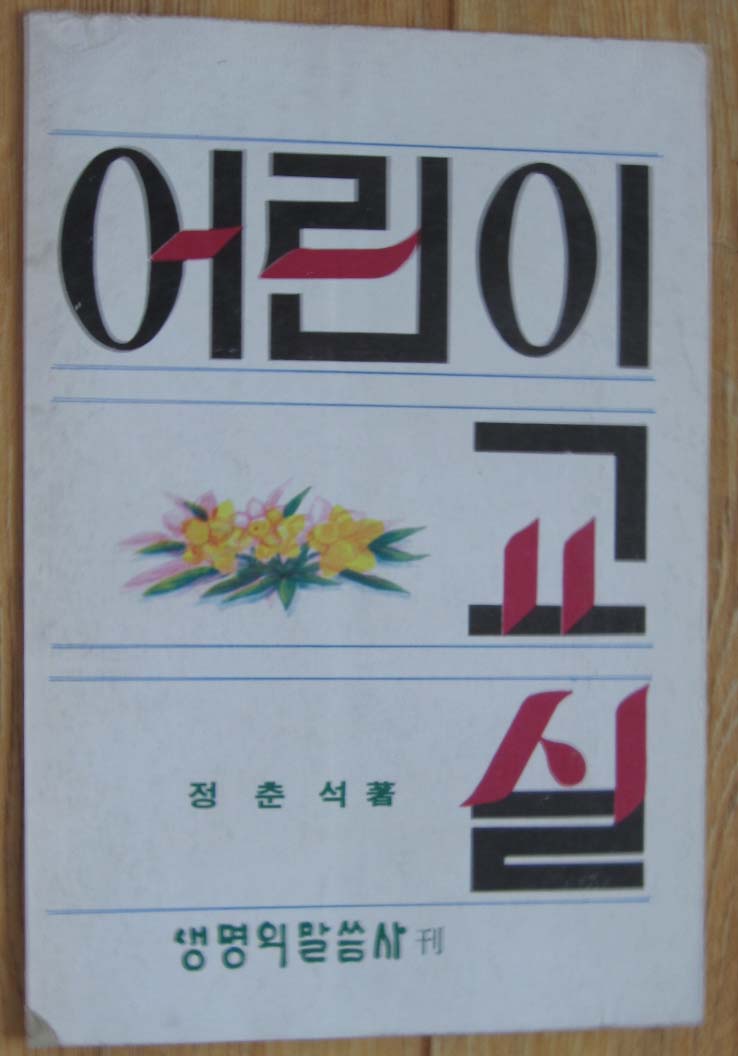 어린이
교
실
정 춘 석 著
생명의말씀사 刊